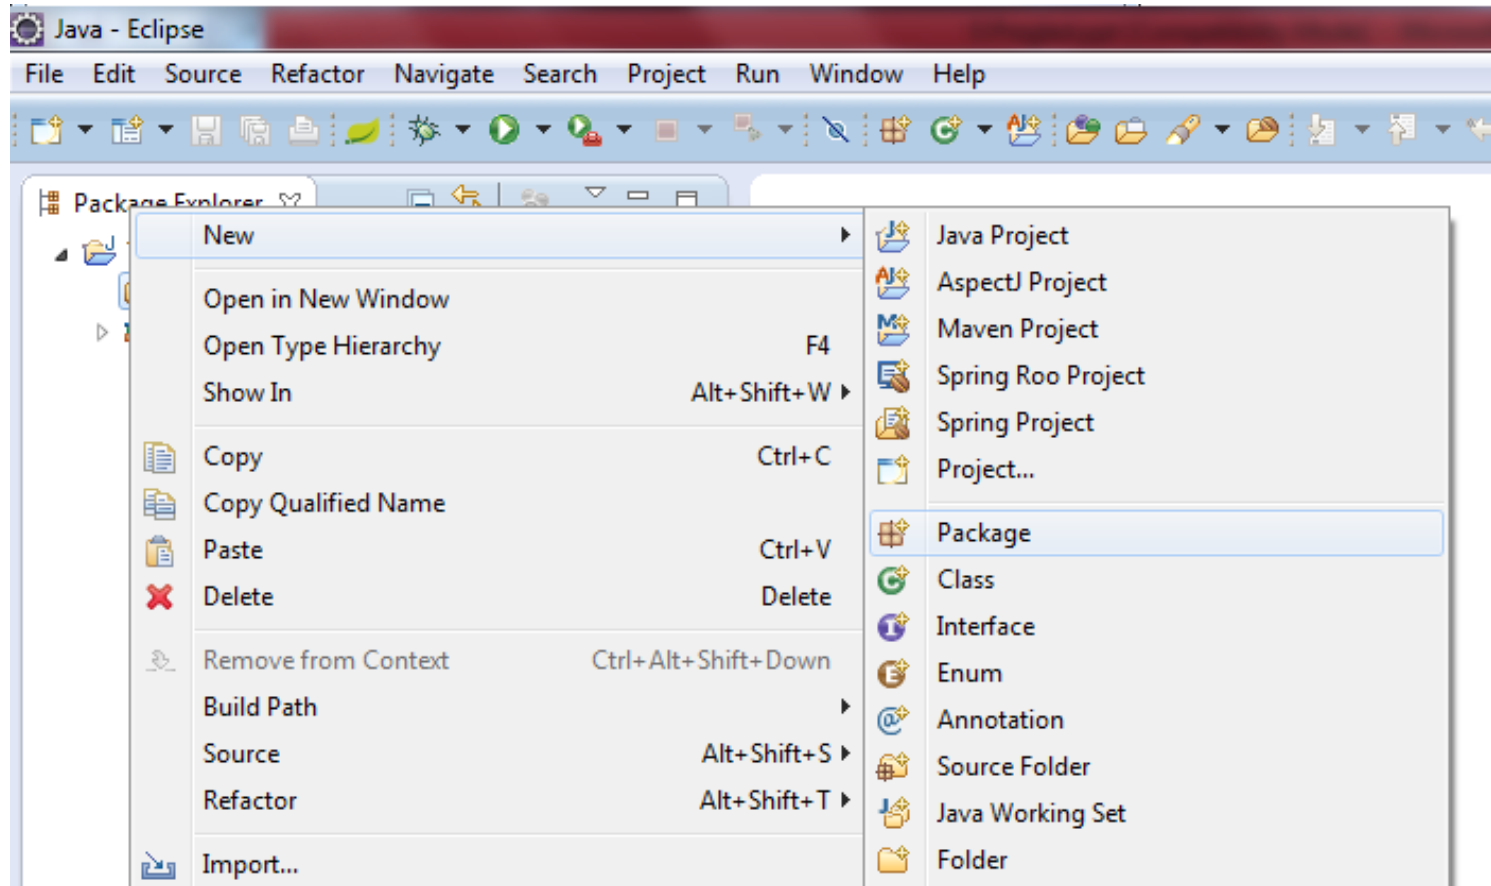 Java - Eclipse
File Edit Source Refactor Navigate Search Project Run Window Help
Package Explorer
New
Open in New Window
Open Type Hierarchy F4
Show In Alt+Shift+W
Copy Ctrl+C
Copy Qualified Name
Paste Ctrl+V
Delete Delete
Remove from Context Ctrl+Alt+Shift+Down
Build Path
Source Alt+Shift+S
Refactor Alt+Shift+T
Import...
Java Project
AspectJ Project
Maven Project
Spring Roo Project
Spring Project
Project...
Package
Class
Interface
Enum
Annotation
Source Folder
Java Working Set
Folder